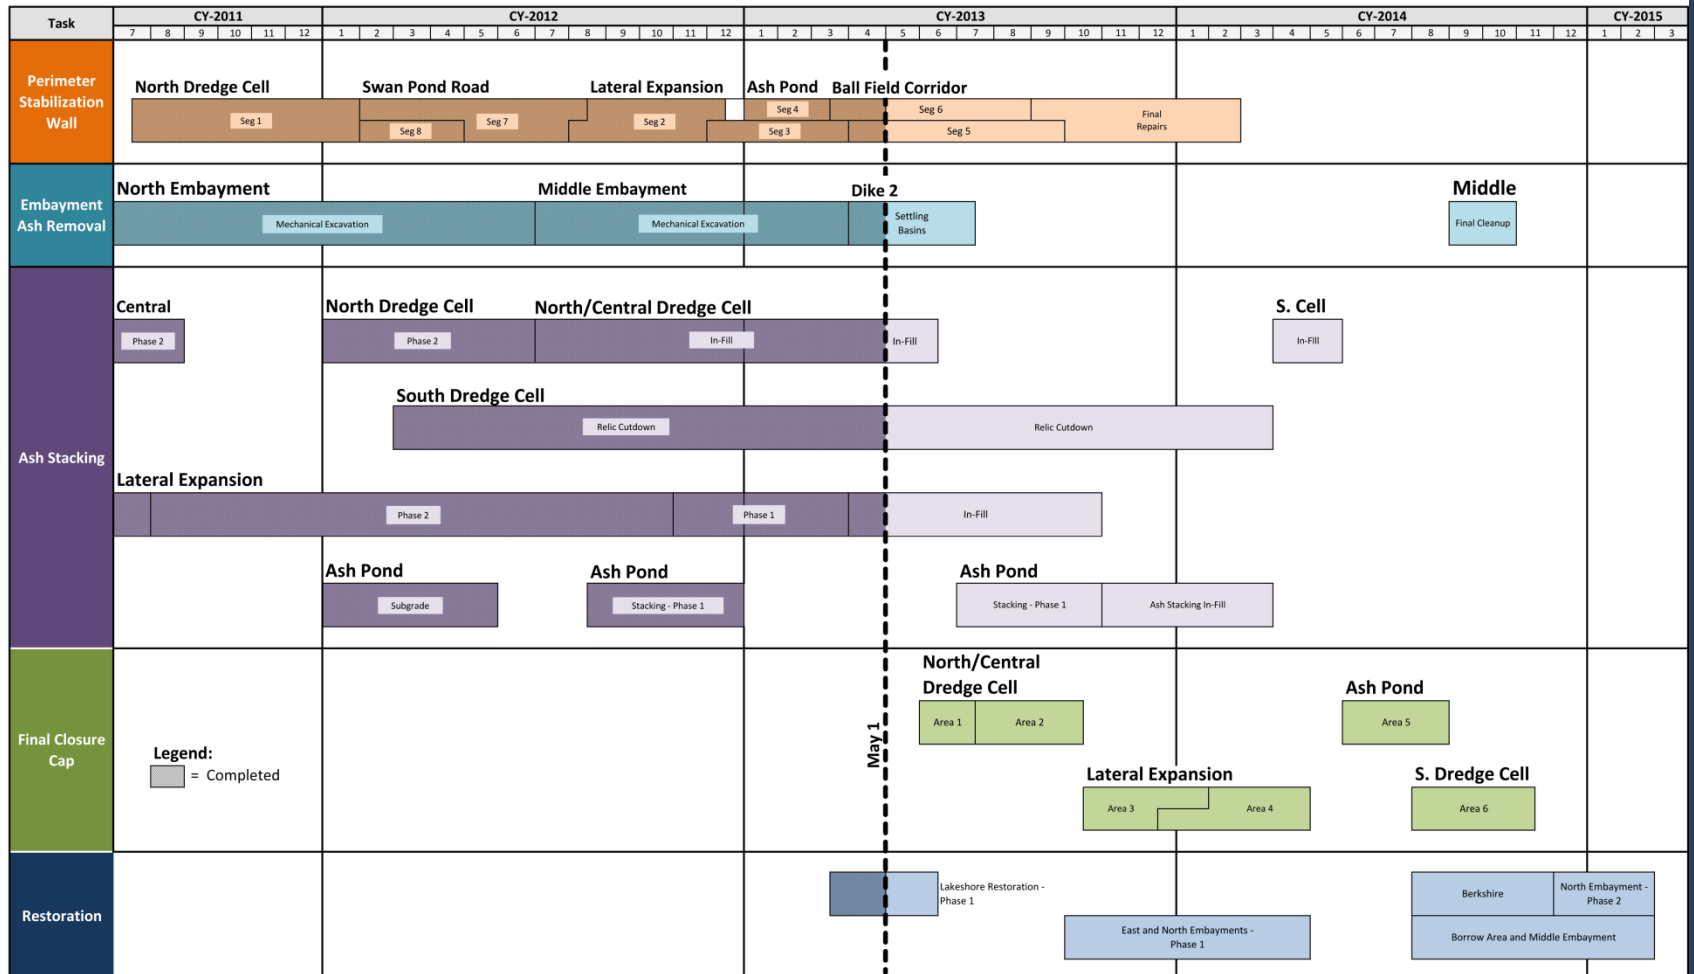 Task
CY-2011 CY-2012 CY-2013 CY-2014 CY-2015
7 8 9 10 11 12 1 2 3 4 5 6 7 8 9 10 11 12 1 2 3 4 5 6 7 8 9 10 11 12 1 2 3 4 5 6 7 8 9 10 11 12 1 2 3
Perimeter
Stabilization
Wall
North Dredge Cell Swan Pond Road Lateral Expansion Ash Pond Ball Field Corridor
Seg 1 Seg 7 Seg 2 Seg 4 Seg 6 Final
Repairs
Seg 8 Seg 3 Seg 5
Embayment
Ash Removal
North Embayment Middle Embayment Dike 2 Middle
Mechanical Excavation Mechanical Excavation Settling
Basins
Final Cleanup
Ash Stacking
Central North Dredge Cell North/Central Dredge Cell S. Cell
Phase 2 Phase 2 In-Fill In-Fill In-Fill
South Dredge Cell
Relic Cutdown Relic Cutdown
Lateral Expansion
Phase 2 Phase 1 In-Fill
Ash Pond Ash Pond Ash Pond
Subgrade Stacking - Phase 1 Stacking - Phase 1 Ash Stacking In-Fill
Final Closure
Cap
North/Central
Dredge Cell Ash Pond
Area 1 Area 2 Area 5
May 1
Legend:
= Completed
Lateral Expansion S. Dredge Cell
Area 3 Area 4 Area 6
Restoration
Lakeshore Restoration -
Phase 1
Berkshire
North Embayment -
Phase 2
East and North Embayments -
Phase 1
Borrow Area and Middle Embayment